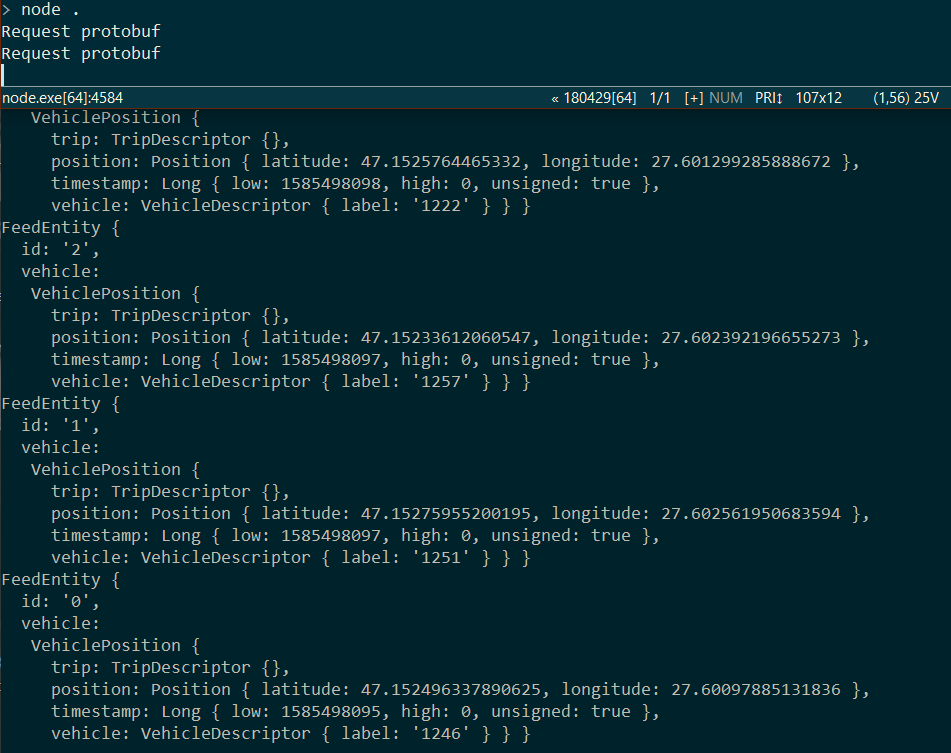 > node .
Request protobuf
Request protobuf
node.exe[64]:4584 « 180429[64] 1/1 [+] NUM PRI↕ 107x12 (1,56) 25V
VehiclePosition {
trip: TripDescriptor {},
position: Position { latitude: 47.1525764465332, longitude: 27.601299285888672 },
timestamp: Long { low: 1585498098, high: 0, unsigned: true },
vehicle: VehicleDescriptor { label: '1222' } } }
FeedEntity {
id: '2',
vehicle:
VehiclePosition {
trip: TripDescriptor {},
position: Position { latitude: 47.15233612060547, longitude: 27.602392196655273 },
timestamp: Long { low: 1585498097, high: 0, unsigned: true },
vehicle: VehicleDescriptor { label: '1257' } } }
FeedEntity {
id: '1',
vehicle:
VehiclePosition {
trip: TripDescriptor {},
position: Position { latitude: 47.15275955200195, longitude: 27.602561950683594 },
timestamp: Long { low: 1585498097, high: 0, unsigned: true },
vehicle: VehicleDescriptor { label: '1251' } } }
FeedEntity {
id: '0',
vehicle:
VehiclePosition {
trip: TripDescriptor {},
position: Position { latitude: 47.152496337890625, longitude: 27.60097885131836 },
timestamp: Long { low: 1585498095, high: 0, unsigned: true },
vehicle: VehicleDescriptor { label: '1246' } } }